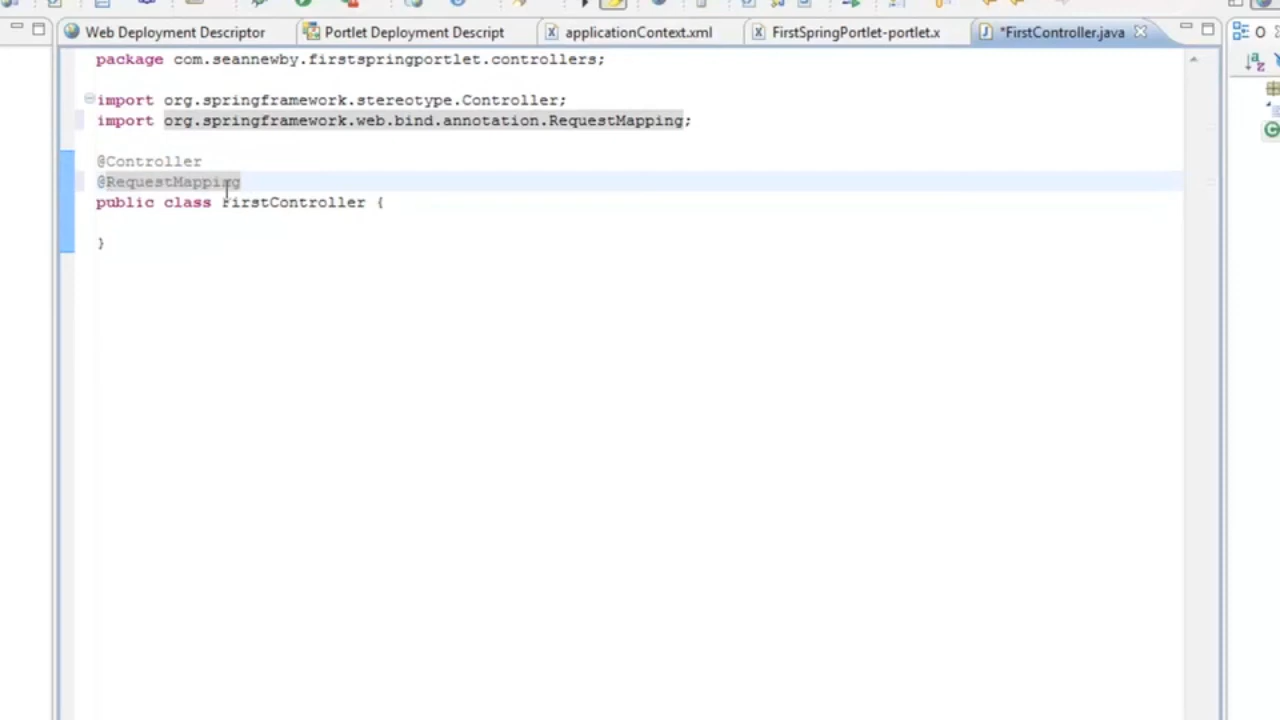 Web Deployment Descriptor
Portlet Deployment Descript
applicationContext.xml
FirstSpringPortlet-portlet.x
*FirstController.java
O
package com.seannewby.firstspringportlet.controllers;
import org.springframework.stereotype.Controller;
import org.springframework.web.bind.annotation.RequestMapping;
@Controller
@RequestMapping
public class FirstController {
}